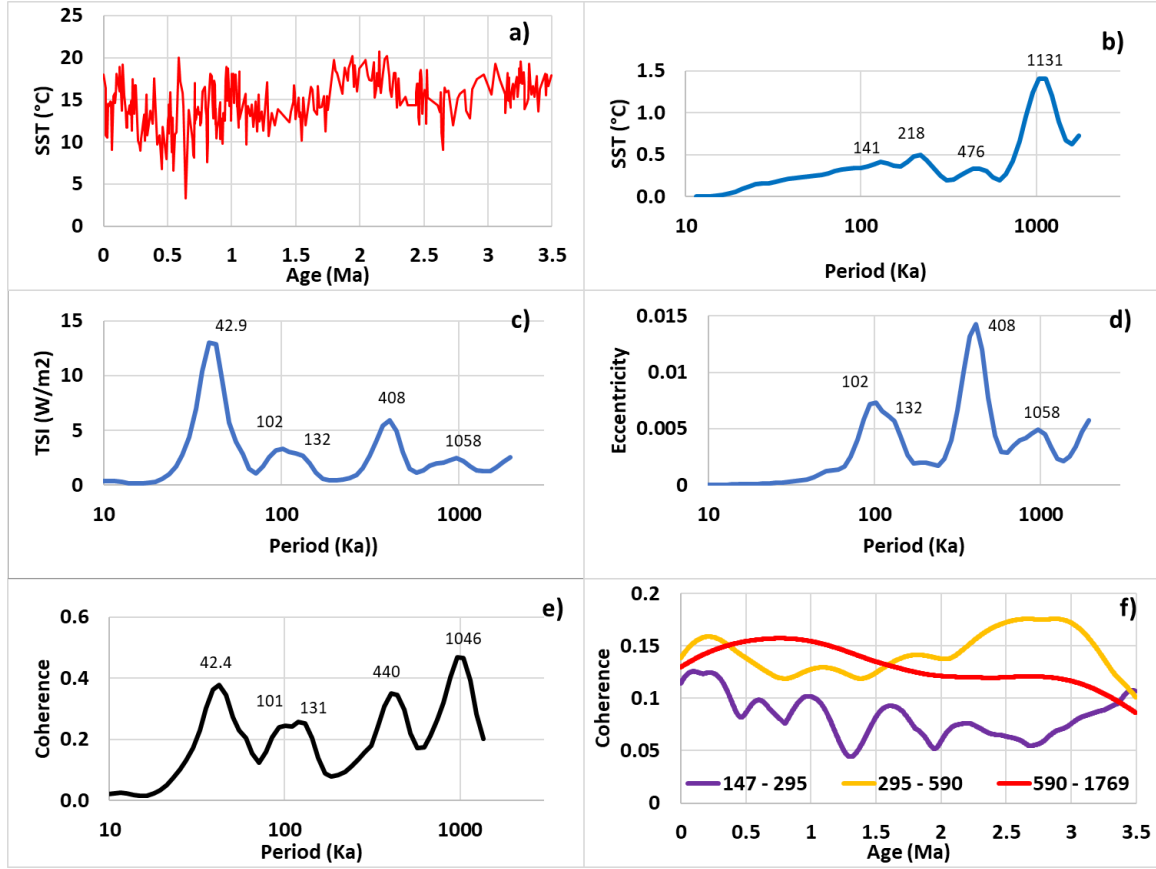 a)
25
20
15
10
5
0
SST (°C)
0 0.5 1 1.5 2 2.5 3 3.5
Age (Ma)
b)
1.5
1.0
0.5
0.0
SST (°C)
141
218
476
1131
10 100 1000
Period (Ka)
c)
15
10
5
0
TSI (W/m2)
42.9
102
132
408
1058
10 100 1000
Period (Ka))
d)
0.015
0.01
0.005
0
Eccentricity
102
132
408
1058
10 100 1000
Period (Ka)
e)
0.6
0.4
0.2
0.0
Coherence
42.4
101
131
440
1046
10 100 1000
Period (Ka)
f)
0.2
0.15
0.1
0.05
0
Coherence
147 - 295 295 - 590 590 - 1769
0 0.5 1 1.5 2 2.5 3 3.5
Age (Ma)